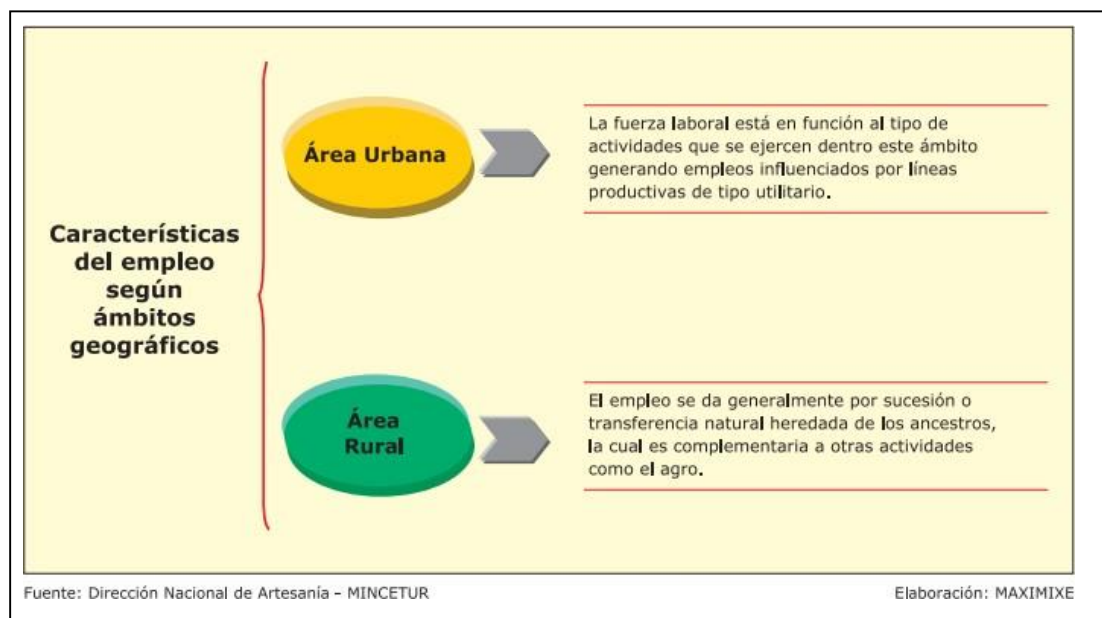 Características
del empleo
según
ámbitos
geográficos
Área Urbana
La fuerza laboral está en función al tipo de
actividades que se ejercen dentro este ámbito
generando empleos influenciados por líneas
productivas de tipo utilitario.
Área
Rural
El empleo se da generalmente por sucesión o
transferencia natural heredada de los ancestros,
la cual es complementaria a otras actividades
como el agro.
Fuente: Dirección Nacional de Artesanía - MINCETUR
Elaboración: MAXIMIXE